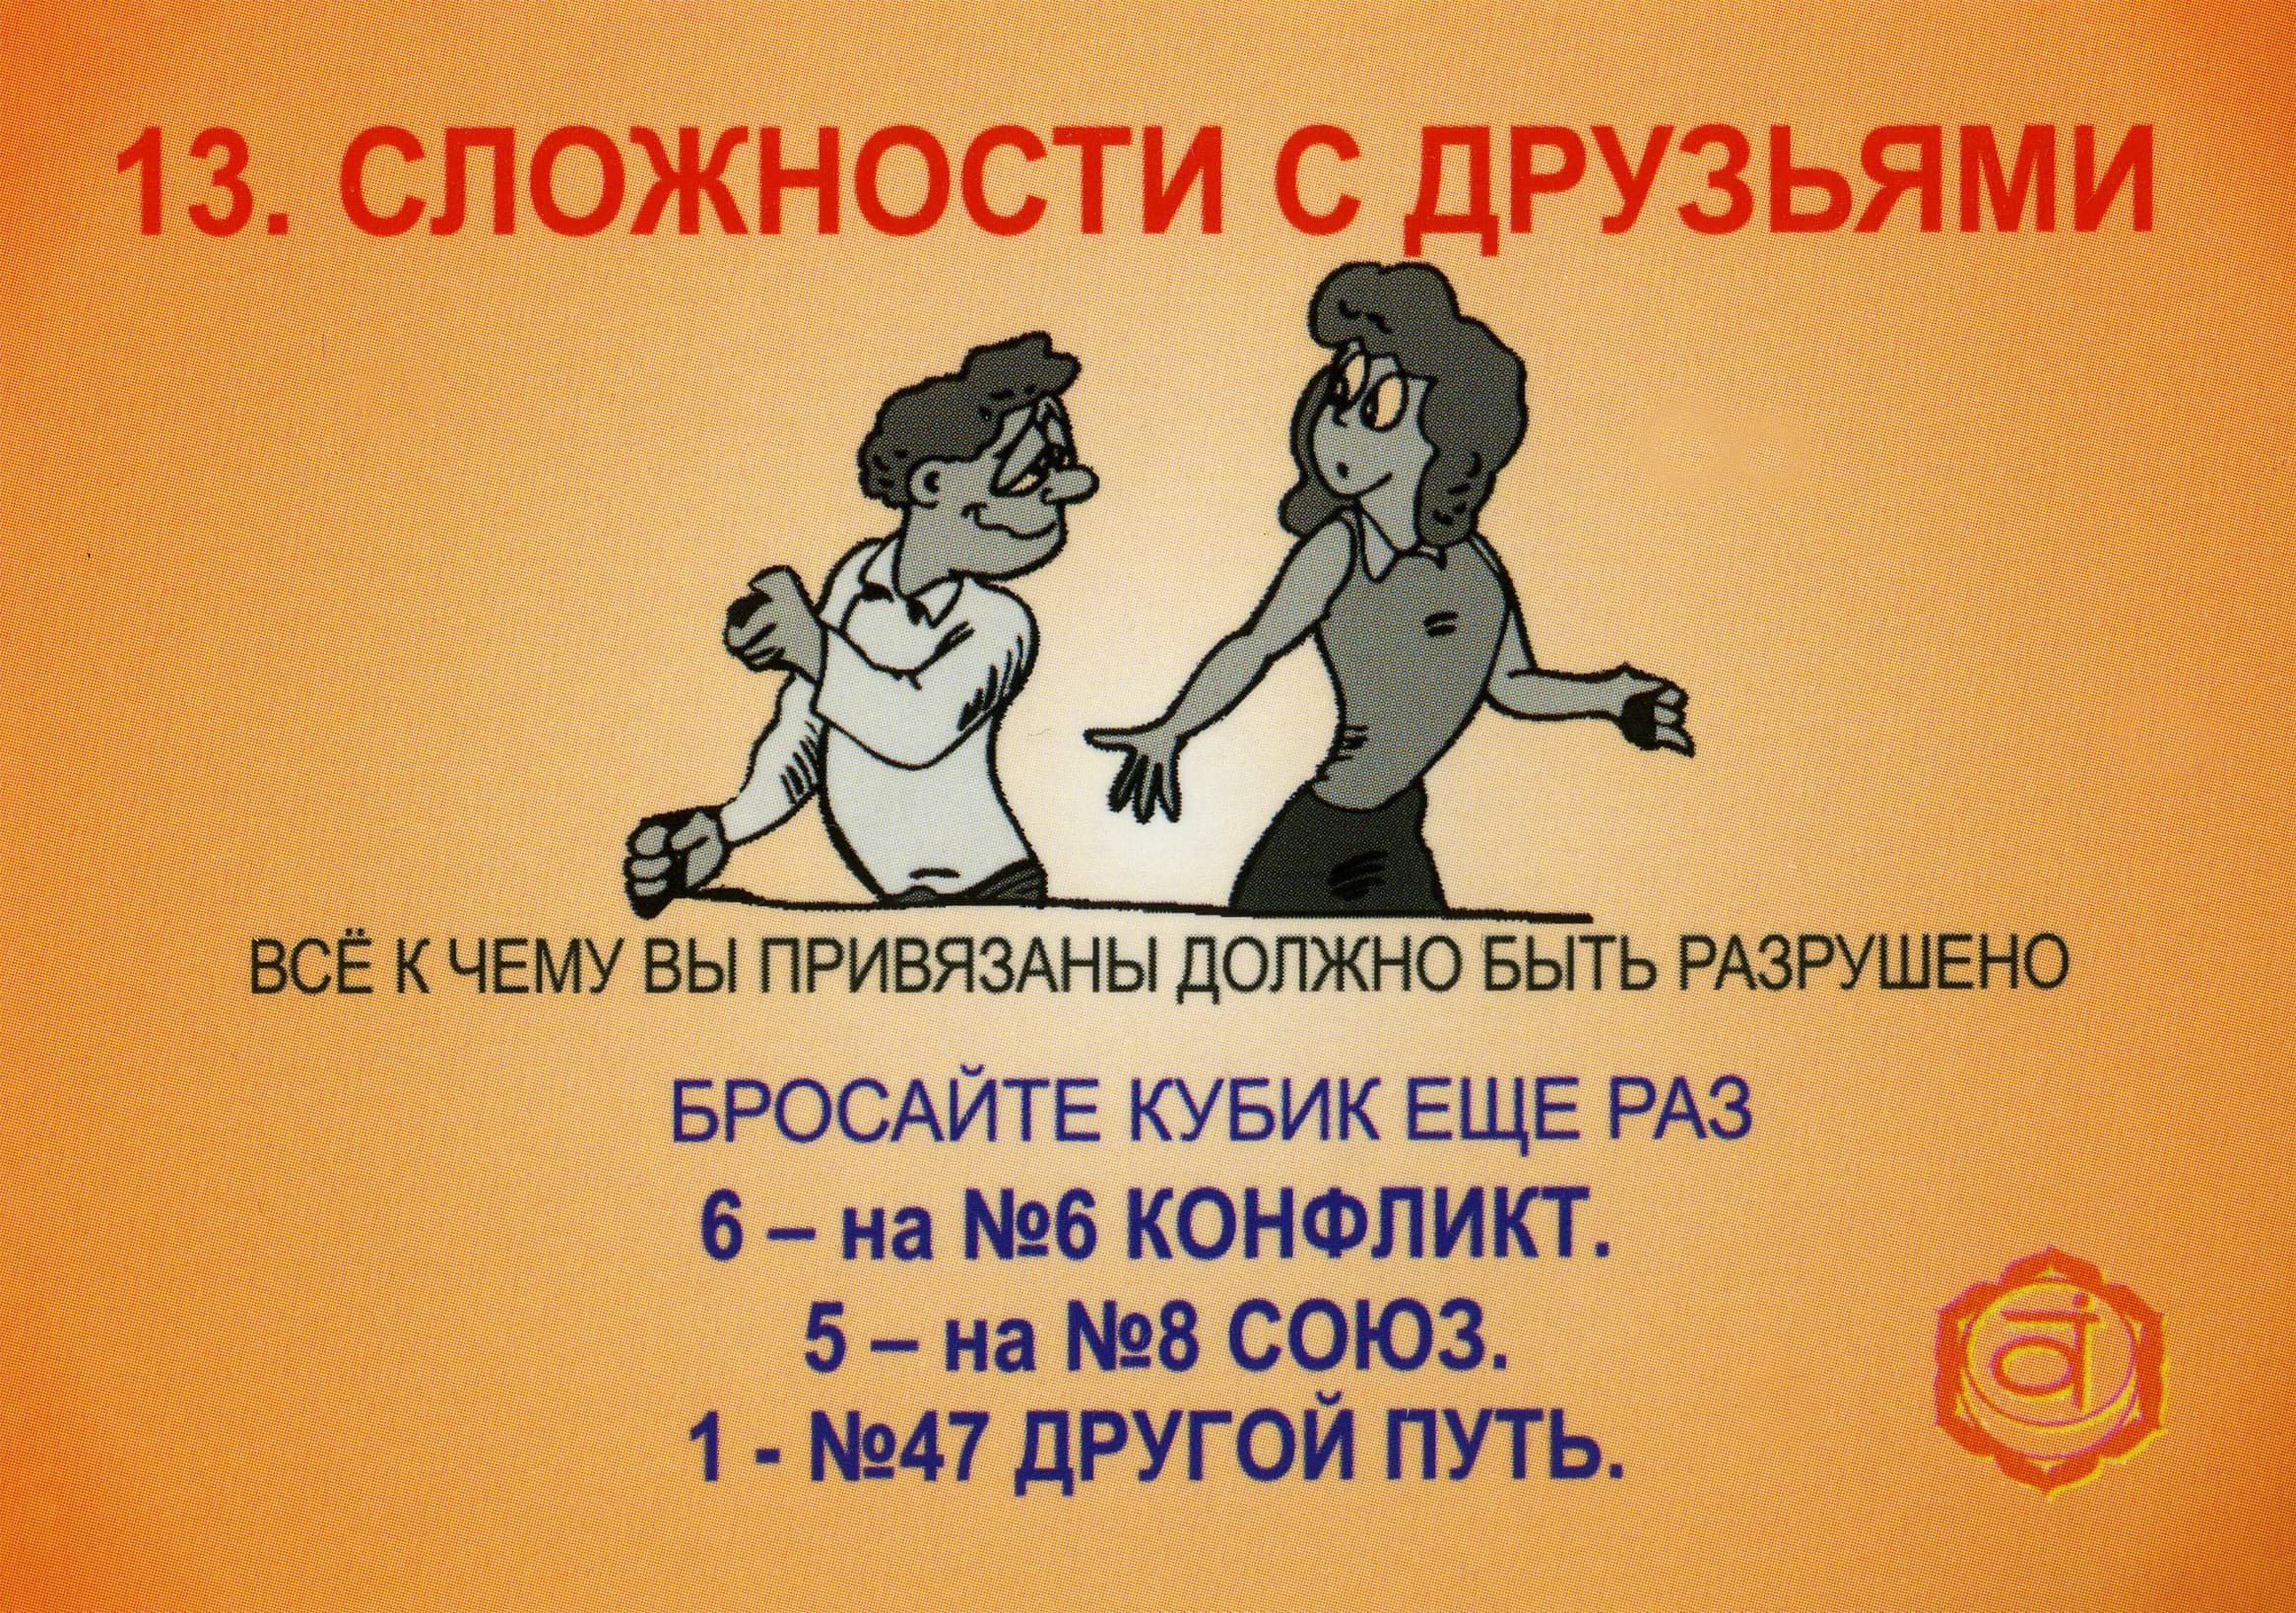 13. СЛОЖНОСТИ С ДРУЗЬЯМИ
ВСЁ К ЧЕМУ ВЫ ПРИВЯЗАНЫ ДОЛЖНО БЫТЬ РАЗРУШЕНО
БРОСАЙТЕ КУБИК ЕЩЕ РАЗ
6 – на №6 КОНФЛИКТ.
5 – на №8 СОЮЗ.
1 - №47 ДРУГОЙ ПУТЬ.
वं